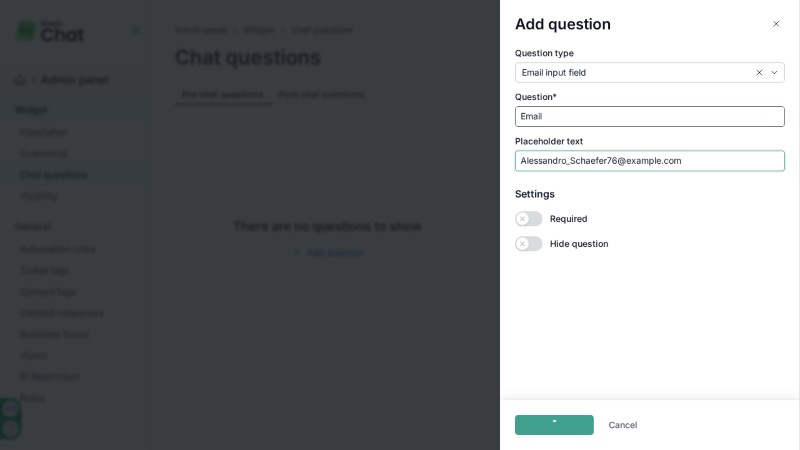 Chat
Admin panel / Widget / Chat questions
/ Admin panel
Chat questions
Widget
Pre chat questions
Post chat questions
Installation
Customize
Chat questions
Visibility
General
There are no questions to show
+ Add question
Automation rules
Ticket tags
Contact tags
Canned responses
Business hours
Views
IP Restriction
Roles
Add question
Question type
Email input field
Question*
Email
Placeholder text
Alessandro_Schaefer76@example.com
Settings
Required
Hide question
Cancel